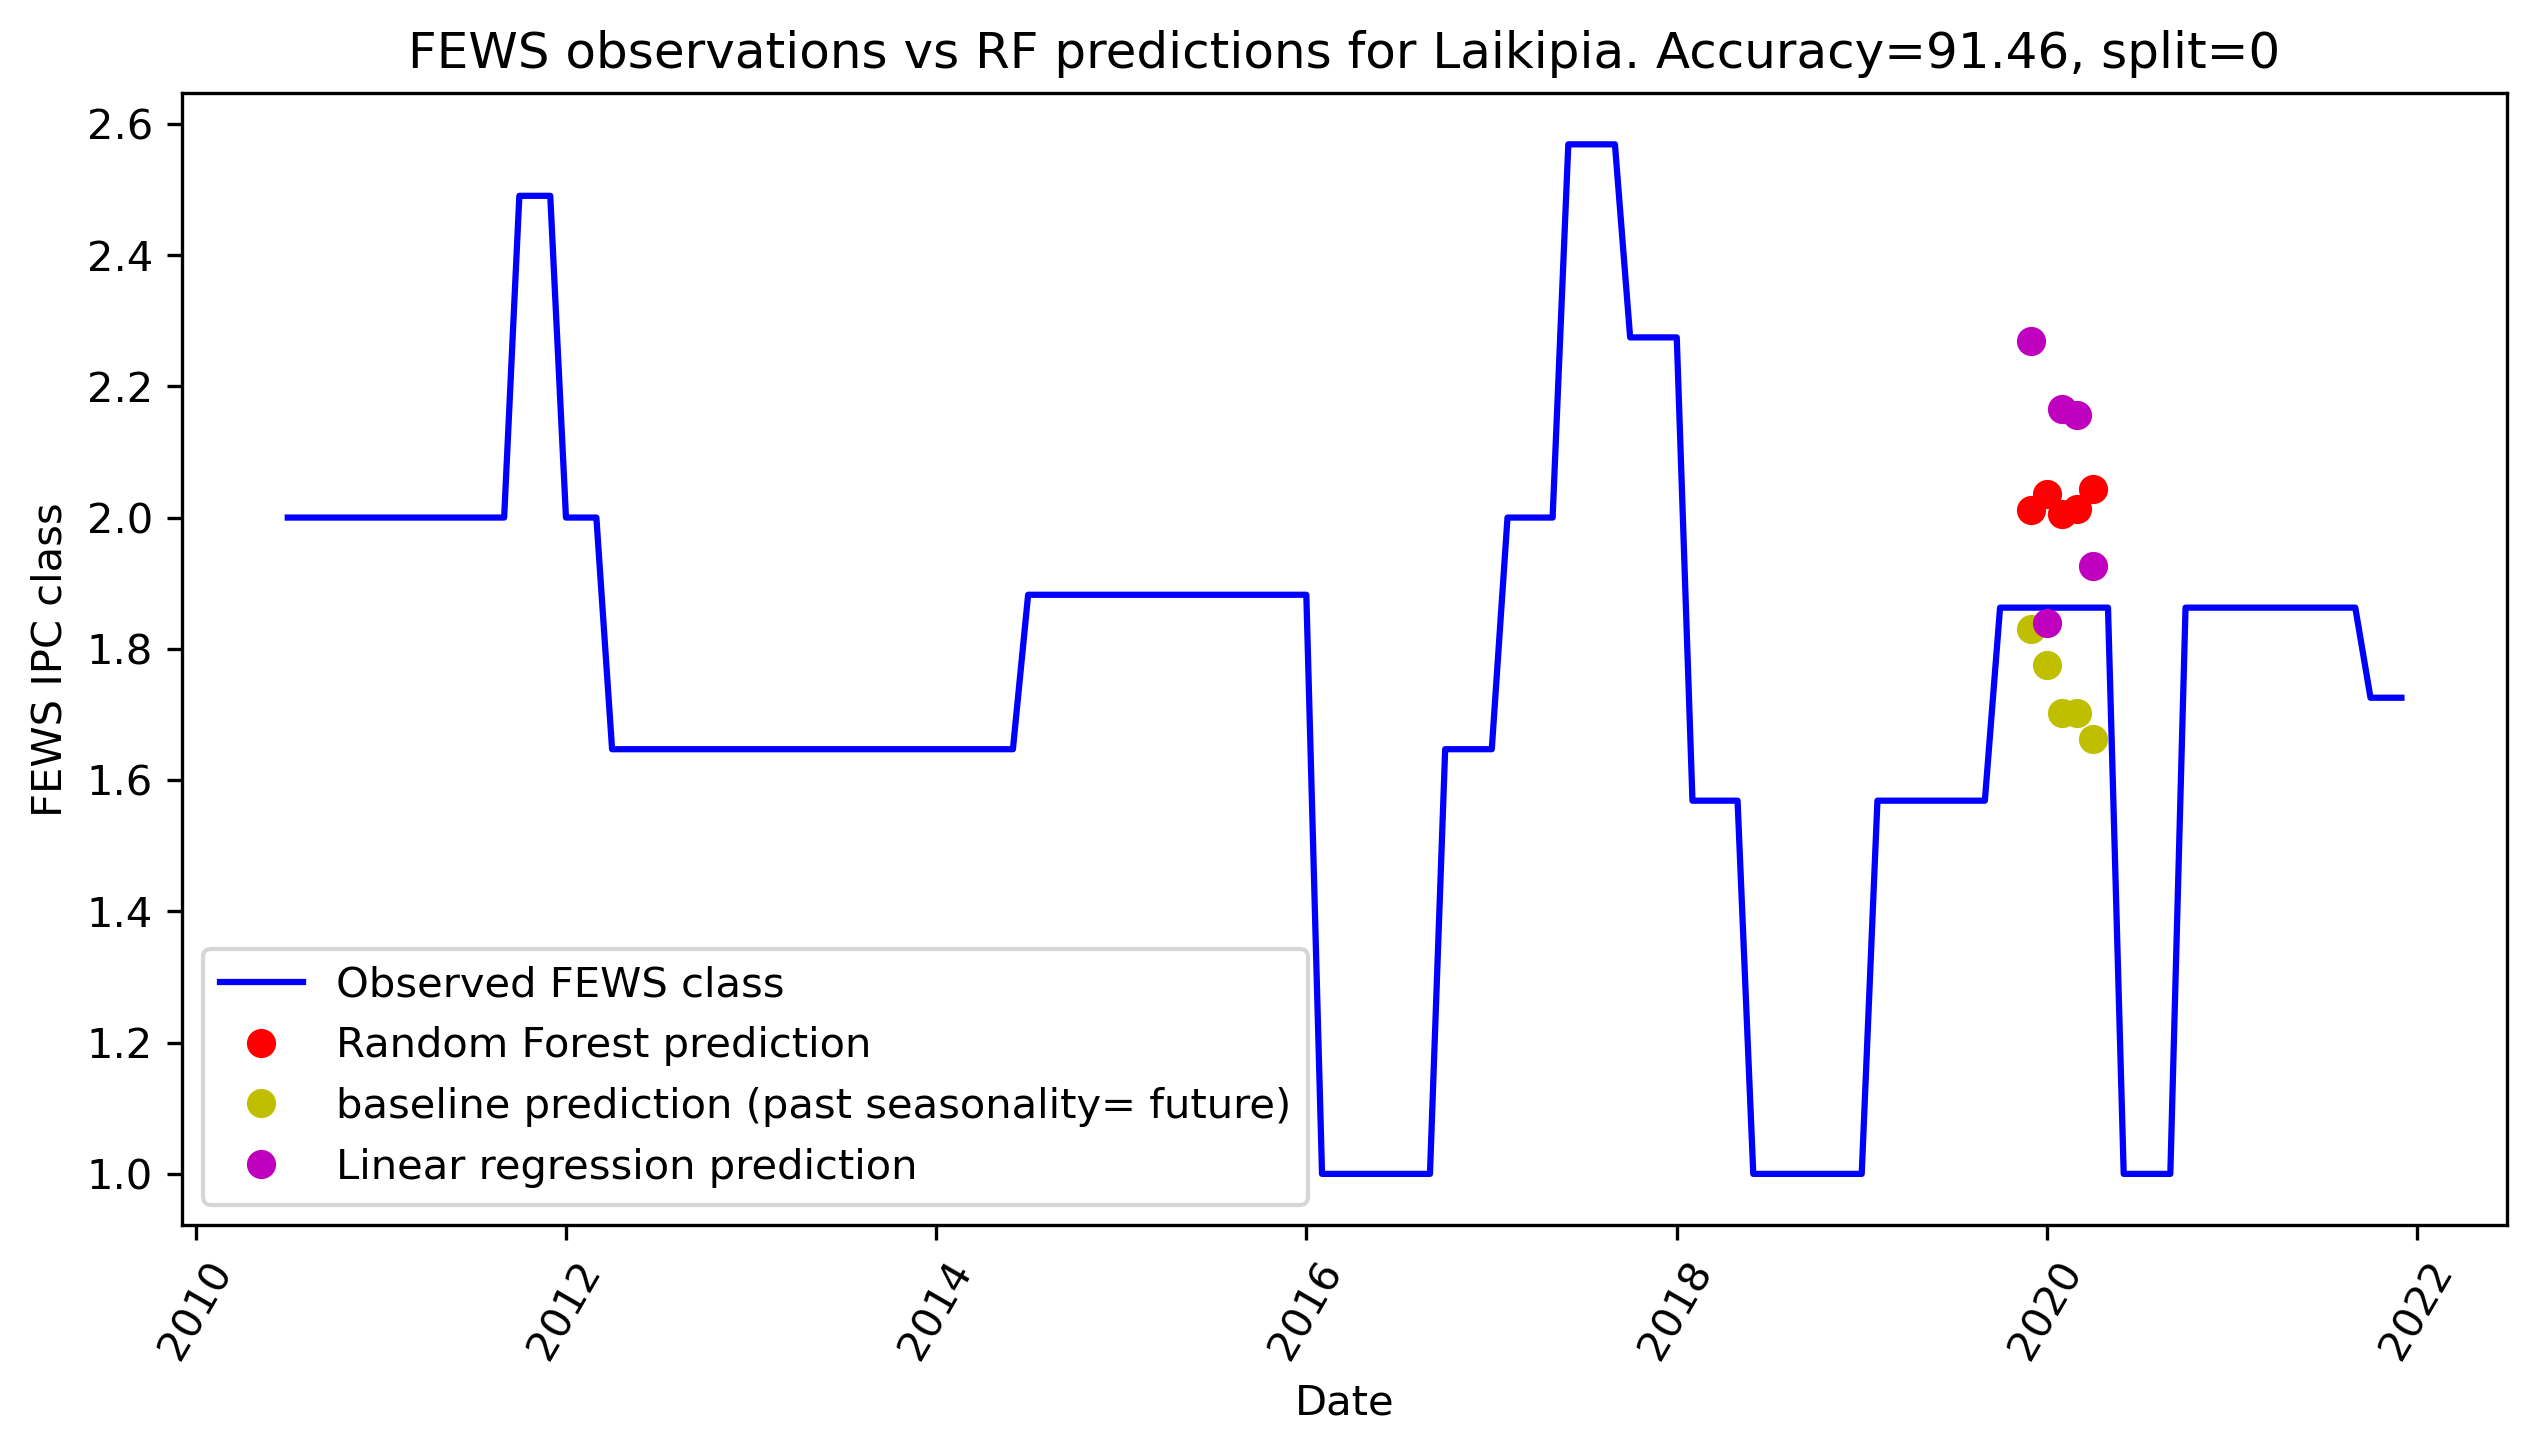 FEWS observations vs RF predictions for Laikipia. Accuracy=91.46, split=0
2.6
2.4
2.2
2.0
1.8
1.6
1.4
1.2
1.0
FEWS IPC class
Observed FEWS class
Random Forest prediction
baseline prediction (past seasonality= future)
Linear regression prediction
2010
2012
2014
2016
2018
2020
2022
Date